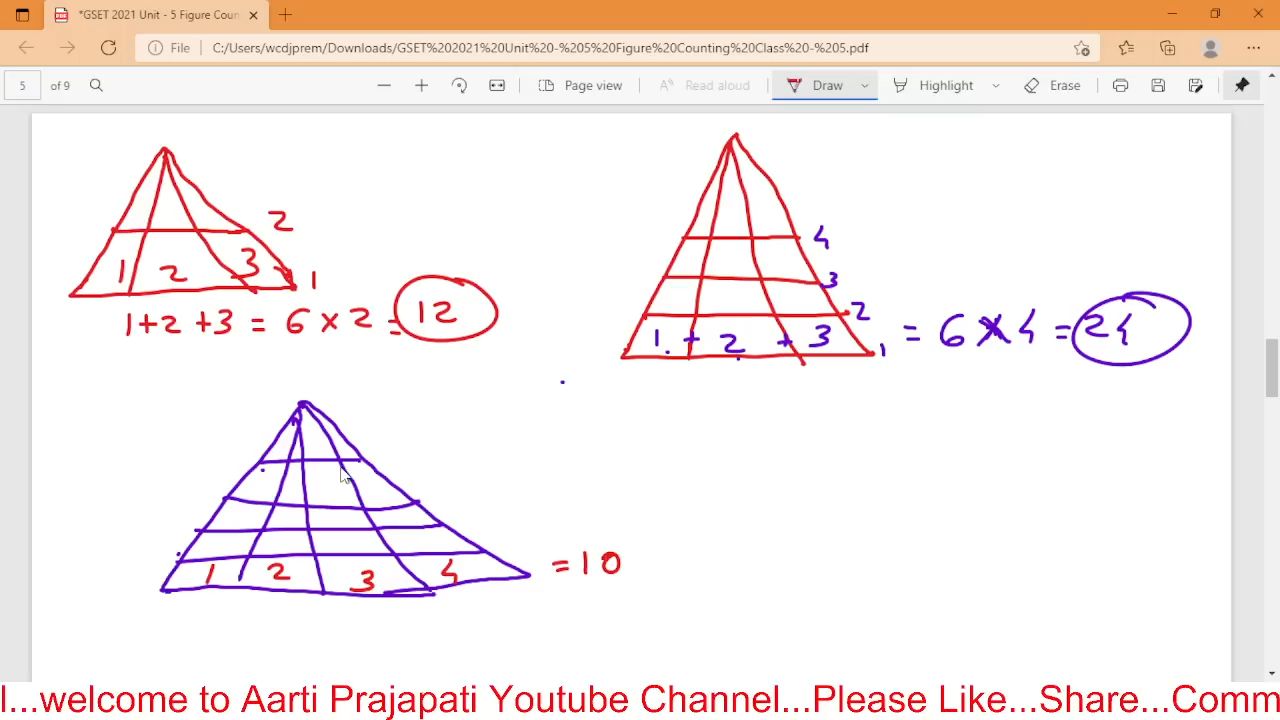 *GSET 2021 Unit - 5 Figure Coun
File C:/Users/wcdjprem/Downloads/GSET%202021%20Unit%20-%205%20Figure%20Counting%20Class%20-%205.pdf
5 of 9 Page view Read aloud Draw Highlight Erase
2
1 2 3 1
1+2+3 = 6×2 = 12
4
3
2
1 + 2 + 3 1 = 6×4 = 24
1 2 3 4 = 10
l...welcome to Aarti Prajapati Youtube Channel...Please Like...Share...Comm